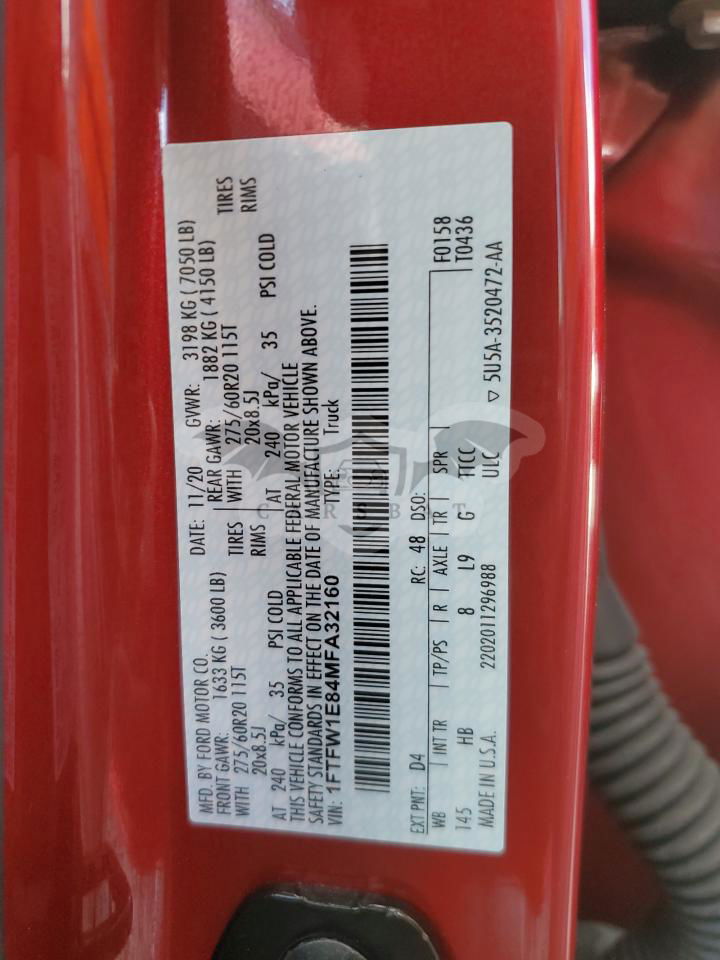 MFD. BY FORD MOTOR CO.
DATE: 11/20 GVWR: 3198 KG ( 7050 LB)
FRONT GAWR: 1633 KG ( 3600 LB)
REAR GAWR: 1882 KG ( 4150 LB)
WITH 275/60R20 115T TIRES
WITH 275/60R20 115T TIRES
20x8.5J RIMS
20x8.5J RIMS
AT 240 kPa/ 35 PSI COLD
AT 240 kPa/ 35 PSI COLD
THIS VEHICLE CONFORMS TO ALL APPLICABLE FEDERAL MOTOR VEHICLE
SAFETY STANDARDS IN EFFECT ON THE DATE OF MANUFACTURE SHOWN ABOVE.
VIN: 1FTFW1E84MFA32160 TYPE: Truck
EXT PNT: D4 RC: 48 DSO: F0158
WB INT TR TP/PS R AXLE TR SPR T0436
145 HB 8 L9 G 1TCC
MADE IN U.S.A. 2202011296988 ULC ▽ 5U5A-3520472-AA
CARSBAT